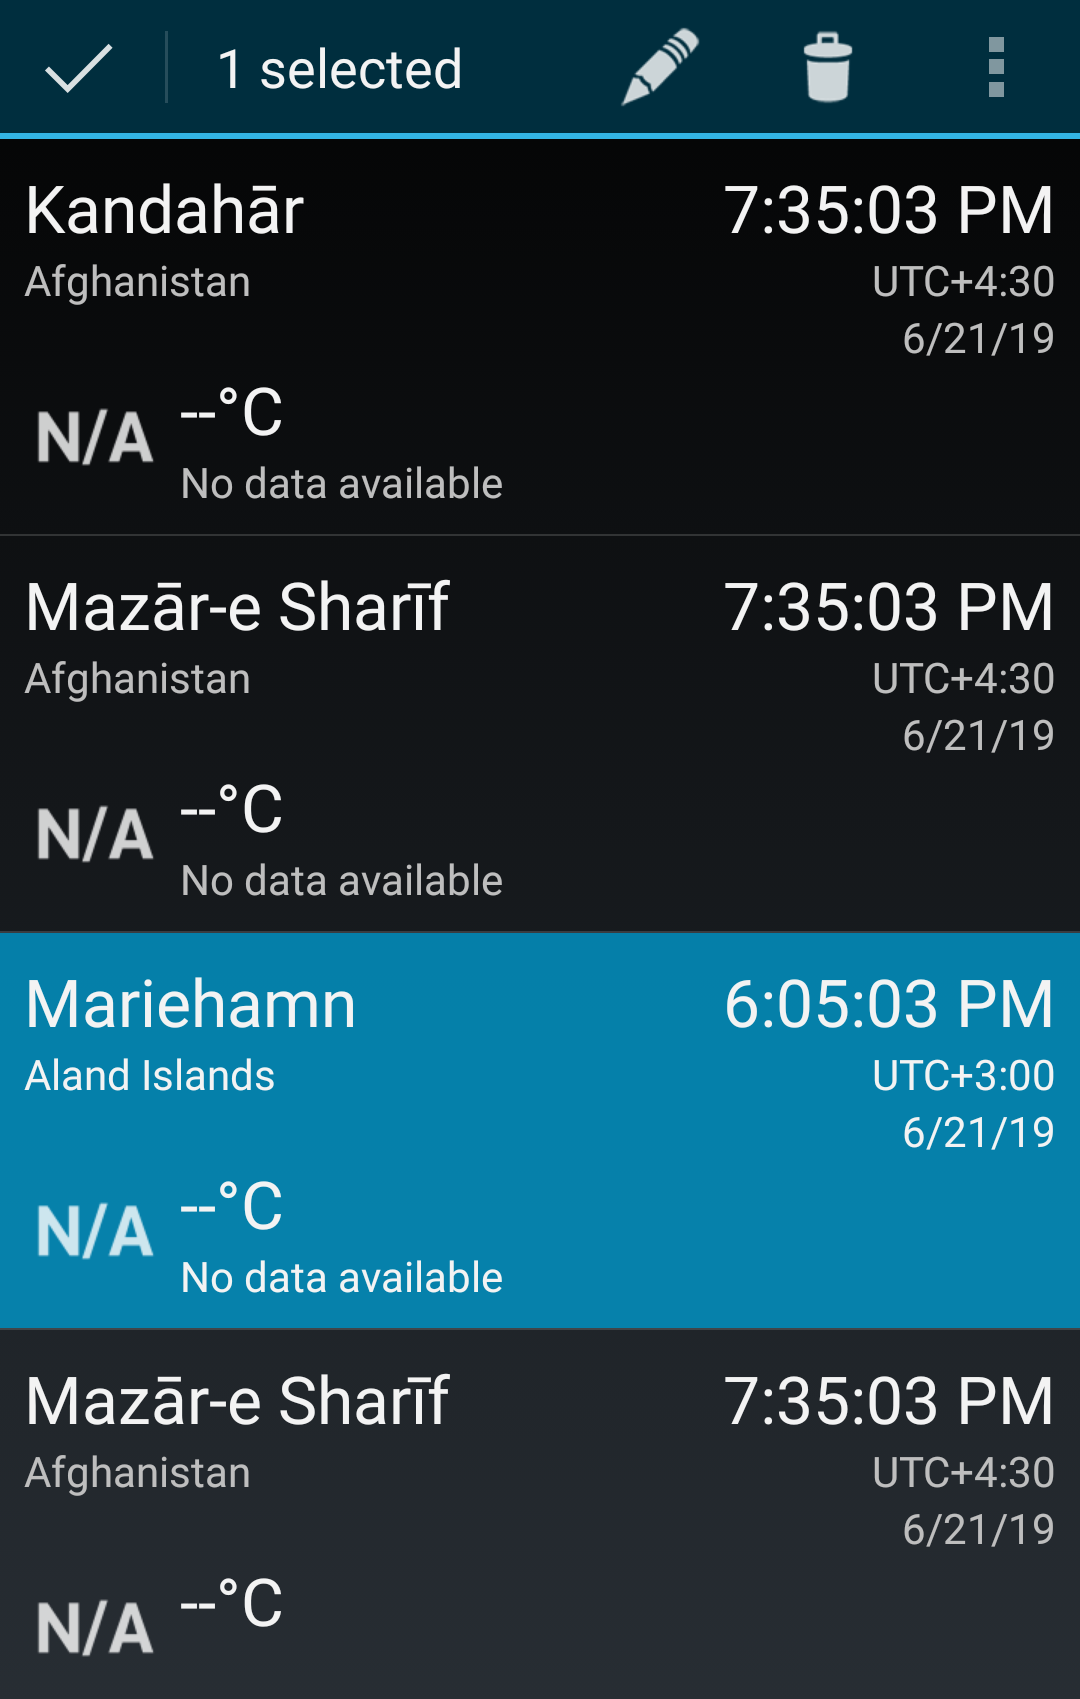 1 selected
Kandahār 7:35:03 PM
Afghanistan UTC+4:30
6/21/19
--°C
N/A
No data available
Mazār-e Sharīf 7:35:03 PM
Afghanistan UTC+4:30
6/21/19
--°C
N/A
No data available
Mariehamn 6:05:03 PM
Aland Islands UTC+3:00
6/21/19
--°C
N/A
No data available
Mazār-e Sharīf 7:35:03 PM
Afghanistan UTC+4:30
6/21/19
--°C
N/A